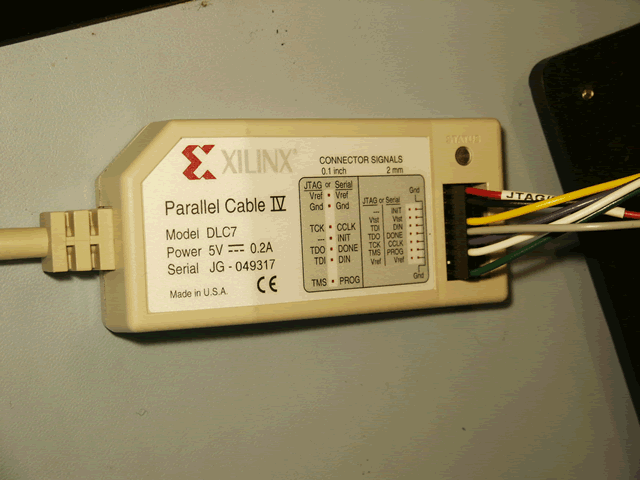 XILINX
Parallel Cable IV
Model DLC7
Power 5V 0.2A
Serial JG - 049317
Made in U.S.A.
CE
CONNECTOR SIGNALS
0.1 inch
JTAG or Serial
Vref Vref
Gnd Gnd
TCK CCLK
--- INIT
TDO DONE
TDI DIN
TMS PROG
2 mm
Gnd
JTAG or Serial
--- INIT
TDI DIN
TDO DONE
TCK CCLK
TMS PROG
Vref Vref
Gnd
STATUS
JTAG/